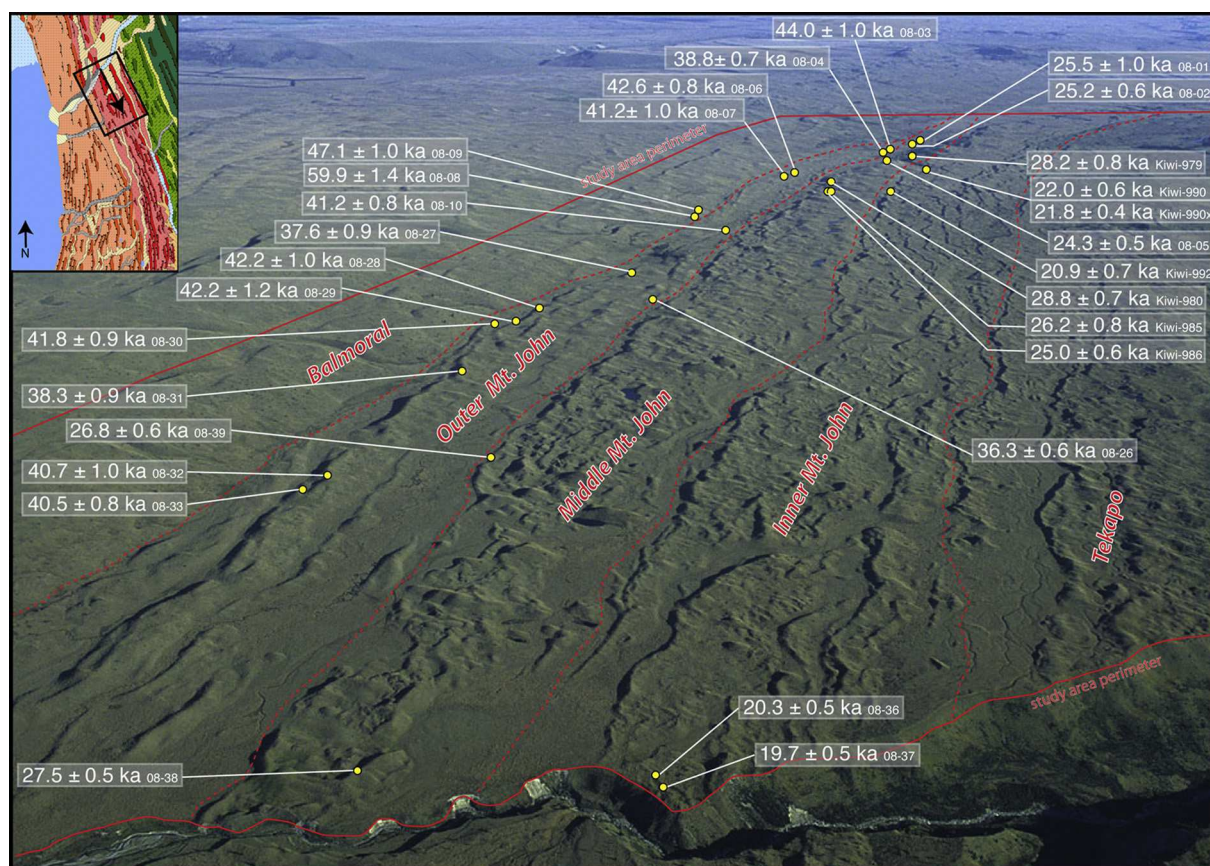 44.0 ± 1.0 ka 08-03
38.8± 0.7 ka 08-04
25.5 ± 1.0 ka 08-01
42.6 ± 0.8 ka 08-06
25.2 ± 0.6 ka 08-02
41.2± 1.0 ka 08-07
study area perimeter
47.1 ± 1.0 ka 08-09
28.2 ± 0.8 ka Kiwi-979
59.9 ± 1.4 ka 08-08
22.0 ± 0.6 ka Kiwi-990
41.2 ± 0.8 ka 08-10
21.8 ± 0.4 ka Kiwi-990x
37.6 ± 0.9 ka 08-27
24.3 ± 0.5 ka 08-05
N
42.2 ± 1.0 ka 08-28
20.9 ± 0.7 ka Kiwi-992
42.2 ± 1.2 ka 08-29
28.8 ± 0.7 ka Kiwi-980
26.2 ± 0.8 ka Kiwi-985
41.8 ± 0.9 ka 08-30
25.0 ± 0.6 ka Kiwi-986
Balmoral
Outer Mt. John
38.3 ± 0.9 ka 08-31
26.8 ± 0.6 ka 08-39
Middle Mt. John
Inner Mt. John
36.3 ± 0.6 ka 08-26
40.7 ± 1.0 ka 08-32
40.5 ± 0.8 ka 08-33
Tekapo
study area perimeter
20.3 ± 0.5 ka 08-36
19.7 ± 0.5 ka 08-37
27.5 ± 0.5 ka 08-38